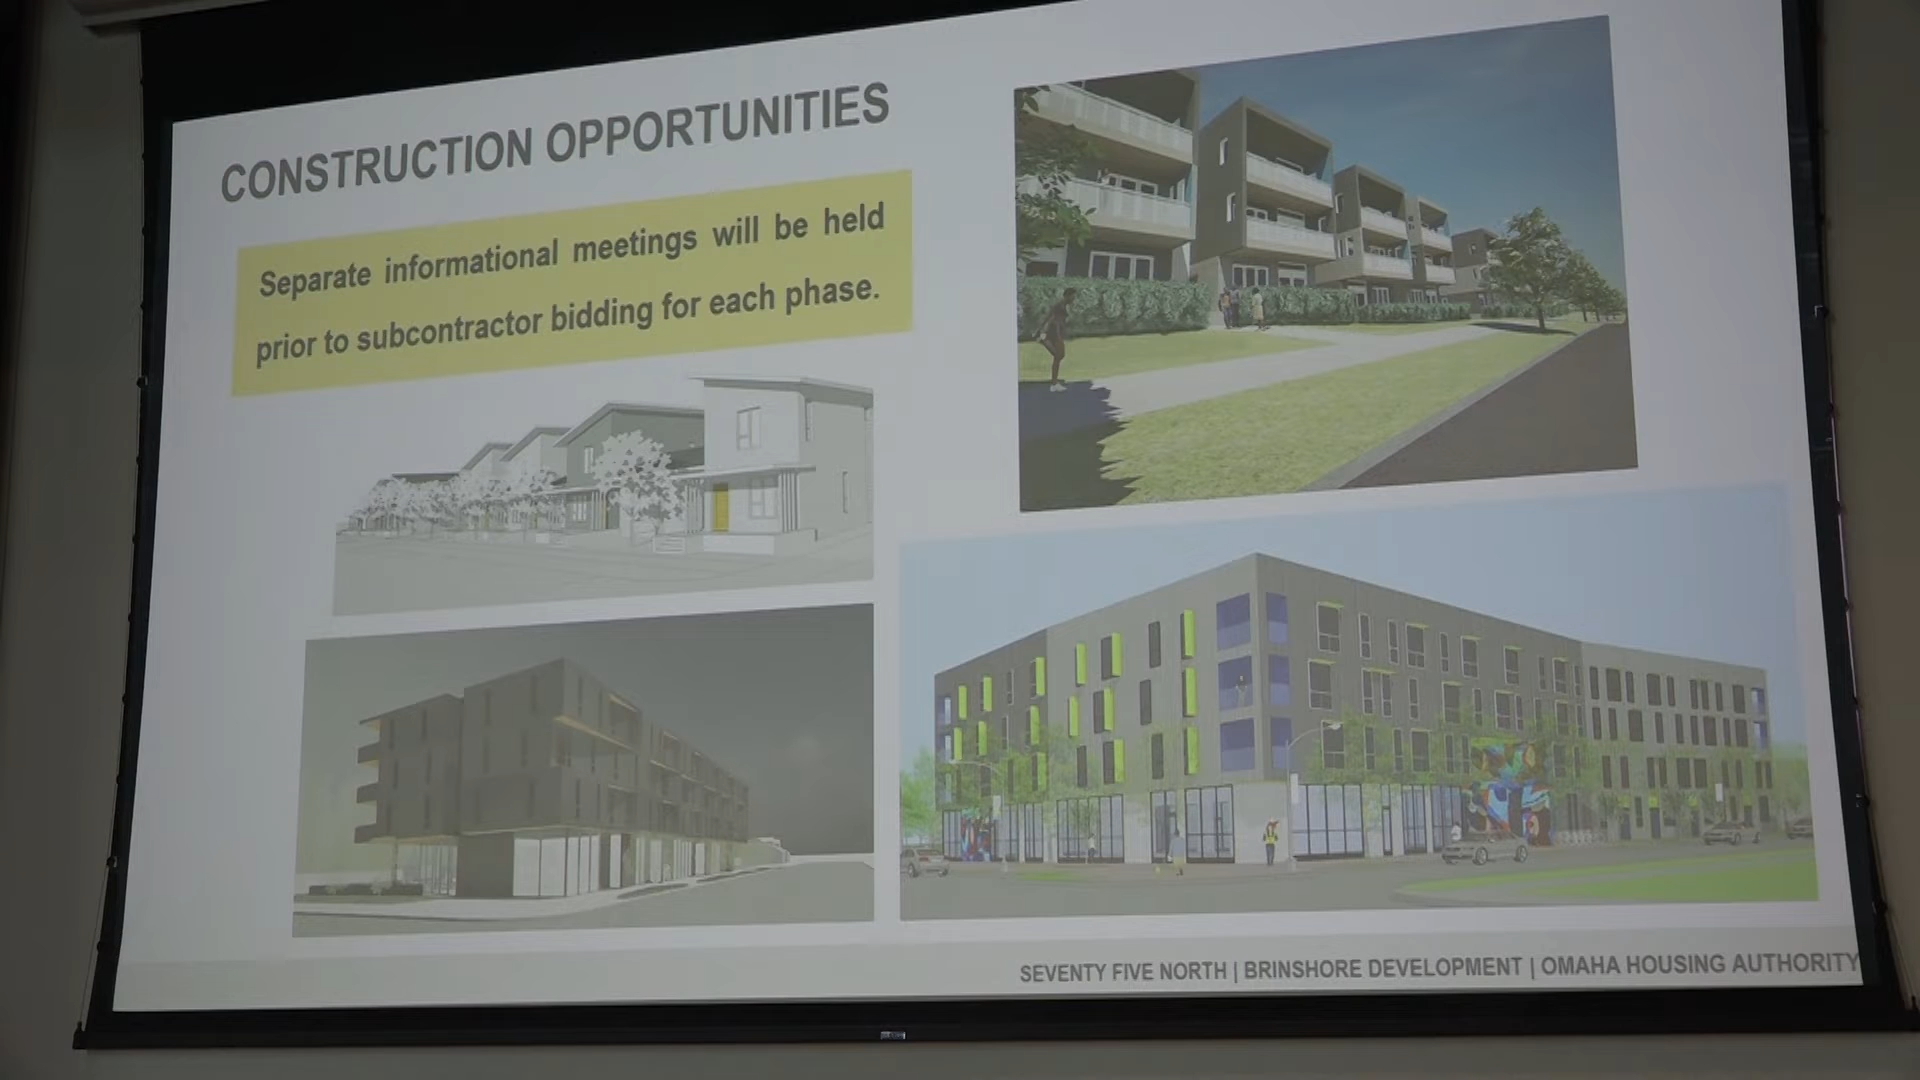 CONSTRUCTION OPPORTUNITIES
Separate informational meetings will be held
prior to subcontractor bidding for each phase.
SEVENTY FIVE NORTH | BRINSHORE DEVELOPMENT | OMAHA HOUSING AUTHORITY